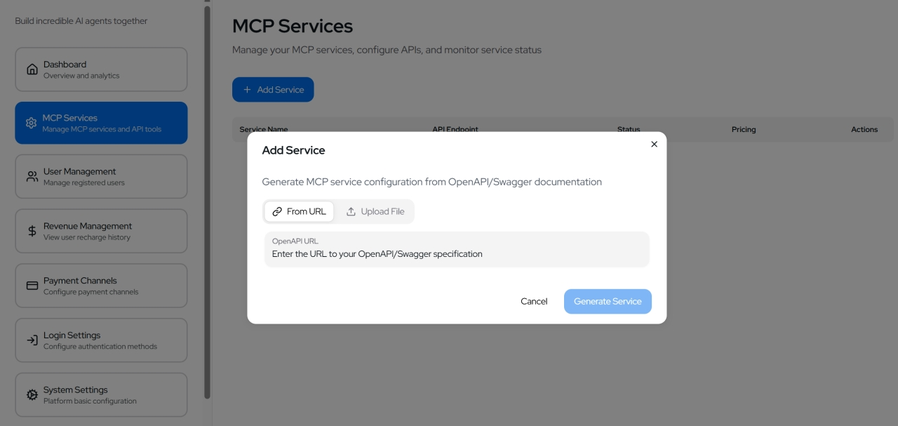 Build incredible AI agents together
Dashboard
Overview and analytics
MCP Services
Manage MCP services and API tools
User Management
Manage registered users
Revenue Management
View user recharge history
Payment Channels
Configure payment channels
Login Settings
Configure authentication methods
System Settings
Platform basic configuration
MCP Services
Manage your MCP services, configure APIs, and monitor service status
Add Service
Service Name API Endpoint Status Pricing Actions
Add Service
Generate MCP service configuration from OpenAPI/Swagger documentation
From URL Upload File
OpenAPI URL
Enter the URL to your OpenAPI/Swagger specification
Cancel Generate Service